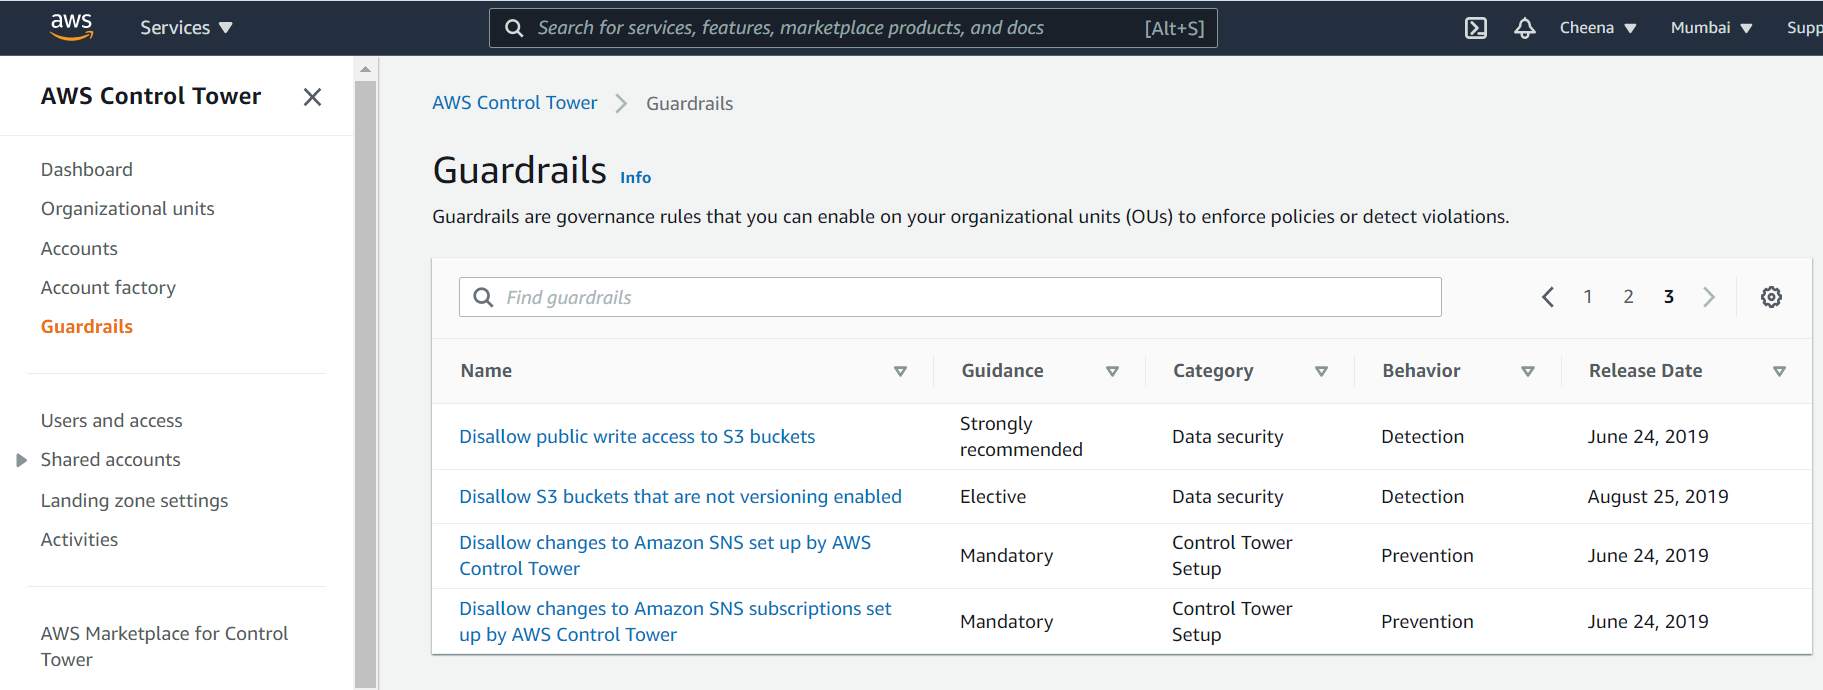 aws
Services
Search for services, features, marketplace products, and docs
[Alt+S]
Cheena
Mumbai
Supp
AWS Control Tower
Dashboard
Organizational units
Accounts
Account factory
Guardrails
Users and access
Shared accounts
Landing zone settings
Activities
AWS Marketplace for Control
Tower
AWS Control Tower
Guardrails
Guardrails Info
Guardrails are governance rules that you can enable on your organizational units (OUs) to enforce policies or detect violations.
Find guardrails
1 2 3
Name Guidance Category Behavior Release Date
Disallow public write access to S3 buckets
Strongly
recommended
Data security
Detection
June 24, 2019
Disallow S3 buckets that are not versioning enabled
Elective
Data security
Detection
August 25, 2019
Disallow changes to Amazon SNS set up by AWS
Control Tower
Mandatory
Control Tower
Setup
Prevention
June 24, 2019
Disallow changes to Amazon SNS subscriptions set
up by AWS Control Tower
Mandatory
Control Tower
Setup
Prevention
June 24, 2019